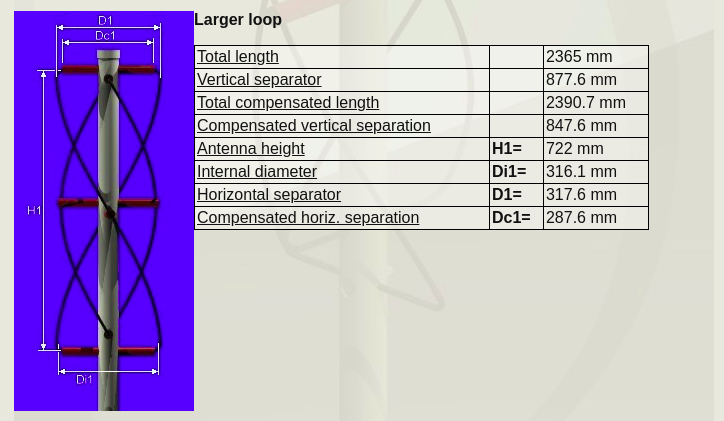 Larger loop
D1
Dc1
H1
Di1
Total length 2365 mm
Vertical separator 877.6 mm
Total compensated length 2390.7 mm
Compensated vertical separation 847.6 mm
Antenna height H1= 722 mm
Internal diameter Di1= 316.1 mm
Horizontal separator D1= 317.6 mm
Compensated horiz. separation Dc1= 287.6 mm